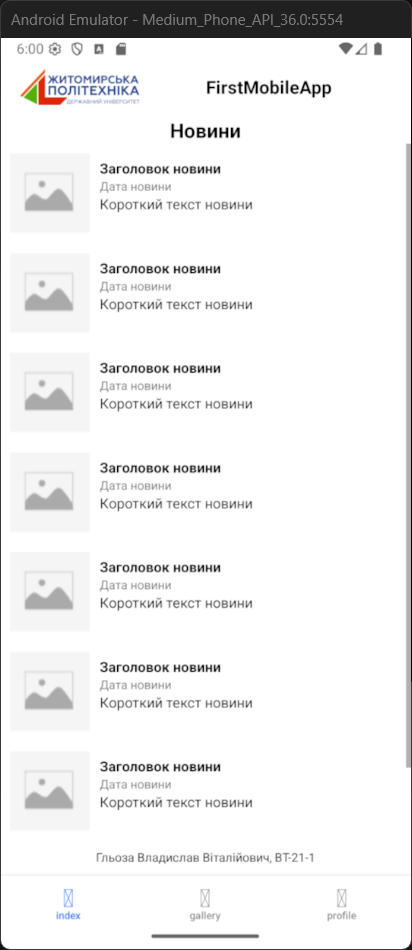 Android Emulator - Medium_Phone_API_36.0:5554
6:00
A
ЖИТОМИРСЬКА
ПОЛІТЕХНІКА
ДЕРЖАВНИЙ УНІВЕРСИТЕТ
FirstMobileApp
Новини
Заголовок новини
Дата новини
Короткий текст новини
Заголовок новини
Дата новини
Короткий текст новини
Заголовок новини
Дата новини
Короткий текст новини
Заголовок новини
Дата новини
Короткий текст новини
Заголовок новини
Дата новини
Короткий текст новини
Заголовок новини
Дата новини
Короткий текст новини
Заголовок новини
Дата новини
Короткий текст новини
Гльоза Владислав Віталійович, ВТ-21-1
index
gallery
profile